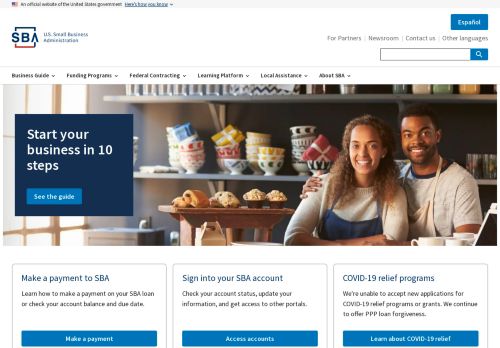 An official website of the United States government Here's how you know
Español
SBA U.S. Small Business
Administration
For Partners | Newsroom | Contact us | Other languages
Business Guide Funding Programs Federal Contracting Learning Platform Local Assistance About SBA
Start your
business in 10
steps
See the guide
Make a payment to SBA
Learn how to make a payment on your SBA loan
or check your account balance and due date.
Make a payment
Sign into your SBA account
Check your account status, update your
information, and get access to other portals.
Access accounts
COVID-19 relief programs
We're unable to accept new applications for
COVID-19 relief programs or grants. We continue
to offer PPP loan forgiveness.
Learn about COVID-19 relief